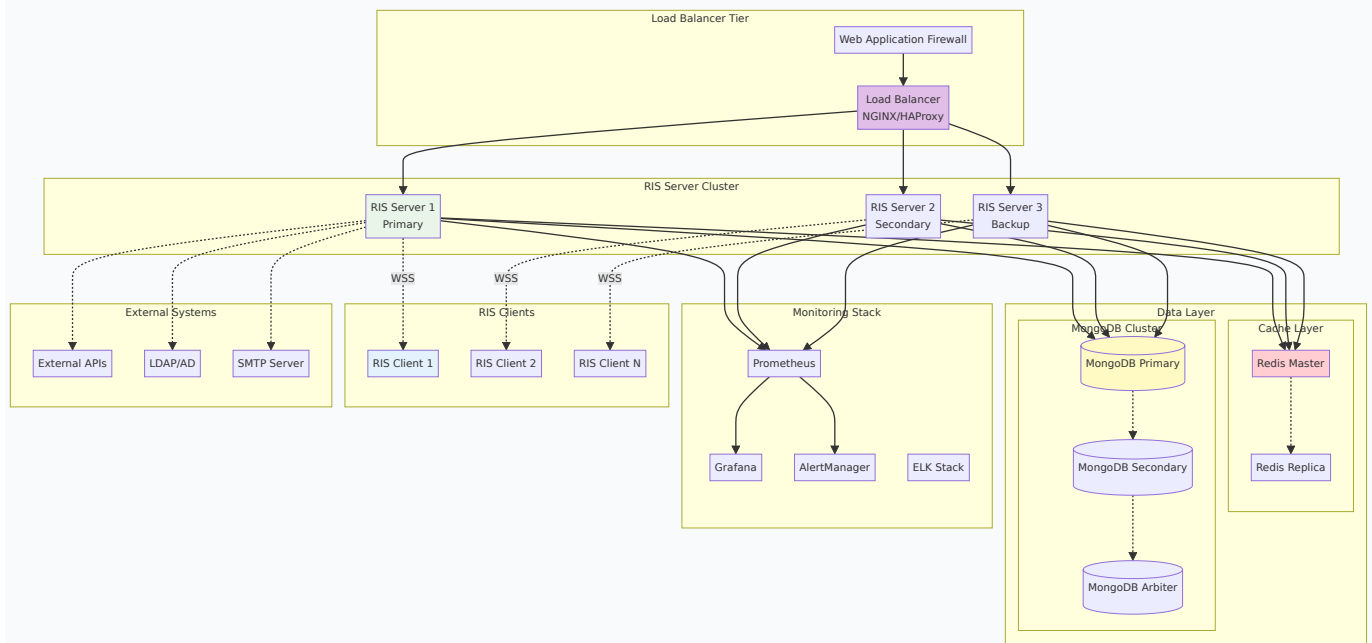 Load Balancer Tier
Web Application Firewall
Load Balancer
NGINX/HAProxy
RIS Server Cluster
RIS Server 1
Primary
RIS Server 2
Secondary
RIS Server 3
Backup
WSS
WSS
WSS
External Systems
External APIs
LDAP/AD
SMTP Server
RIS Clients
RIS Client 1
RIS Client 2
RIS Client N
Monitoring Stack
Prometheus
Grafana
AlertManager
ELK Stack
Data Layer
MongoDB Cluster
MongoDB Primary
MongoDB Secondary
MongoDB Arbiter
Cache Layer
Redis Master
Redis Replica